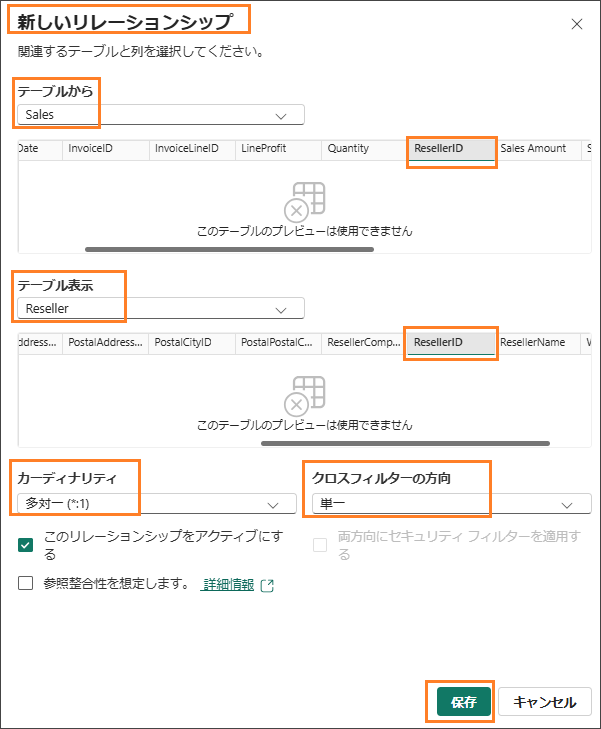 新しいリレーションシップ
関連するテーブルと列を選択してください。
テーブルから
Sales
Date InvoiceID InvoiceLineID LineProfit Quantity ResellerID Sales Amount S
このテーブルのプレビューは使用できません
テーブル表示
Reseller
ddress... PostalAddress... PostalCityID PostalPostalC... ResellerComp... ResellerID ResellerName
このテーブルのプレビューは使用できません
カーディナリティ クロスフィルターの方向
多対一 (*:1) 単一
このリレーションシップをアクティブにす 両方向にセキュリティ フィルターを適用す
る る
参照整合性を想定します。 詳細情報
保存 キャンセル